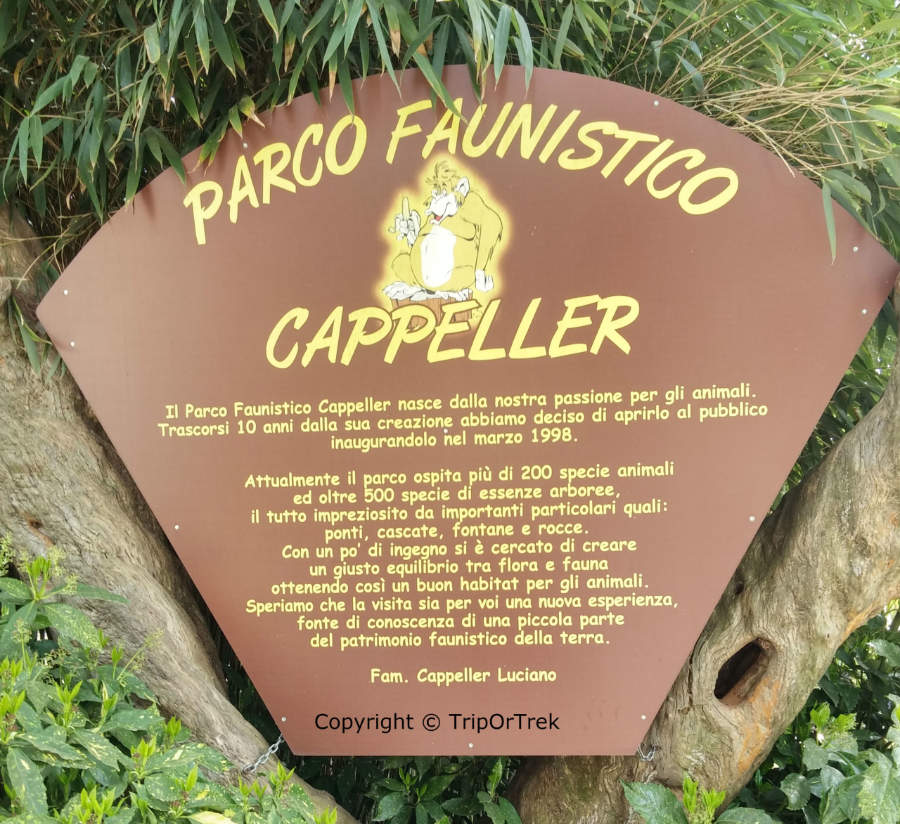 PARCO FAUNISTICO
CAPPELLER
Il Parco Faunistico Cappeller nasce dalla nostra passione per gli animali.
Trascorsi 10 anni dalla sua creazione abbiamo deciso di aprirlo al pubblico
inaugurandolo nel marzo 1998.
Attualmente il parco ospita più di 200 specie animali
ed oltre 500 specie di essenze arboree,
il tutto impreziosito da importanti particolari quali:
ponti, cascate, fontane e rocce.
Con un po' di ingegno si è cercato di creare
un giusto equilibrio tra flora e fauna
ottenendo così un buon habitat per gli animali.
Speriamo che la visita sia per voi una nuova esperienza,
fonte di conoscenza di una piccola parte
del patrimonio faunistico della terra.
Fam. Cappeller Luciano
Copyright © TripOrTrek